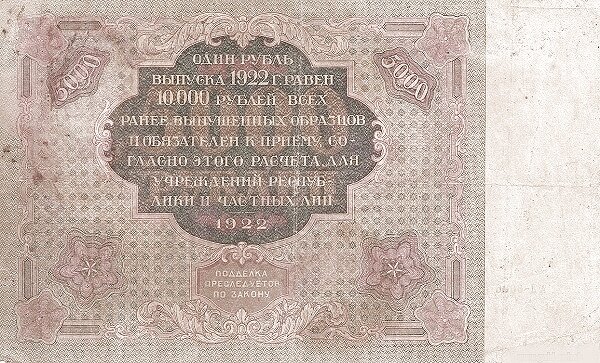 5000
5000
ОДИН РУБЛЬ
ВЫПУСКА 1922 Г. РАВЕН
10.000 РУБЛЕЙ ВСЕХ
РАНЕЕ ВЫПУЩЕННЫХ ОБРАЗЦОВ
И ОБЯЗАТЕЛЕН К ПРИЕМУ, СО-
ГЛАСНО ЭТОГО РАСЧЕТА, ДЛЯ
УЧРЕЖДЕНИЙ РЕСПУБ-
ЛИКИ И ЧАСТНЫХ ЛИЦ
1922
ПОДДЕЛКА
ПРЕСЛЕДУЕТСЯ
ПО ЗАКОНУ